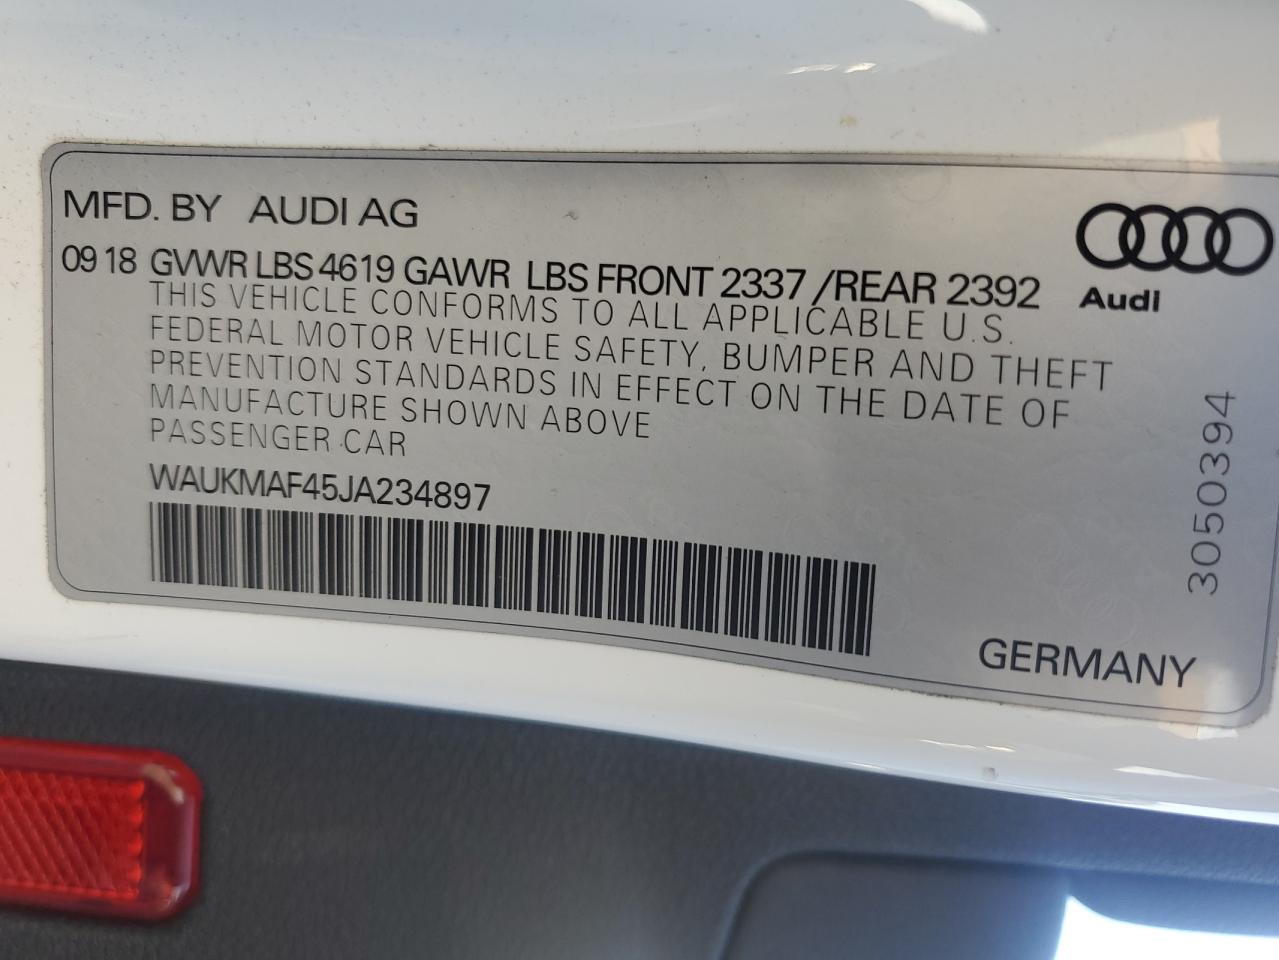 MFD. BY AUDI AG
09 18 GVWR LBS 4619 GAWR LBS FRONT 2337 /REAR 2392
THIS VEHICLE CONFORMS TO ALL APPLICABLE U.S.
FEDERAL MOTOR VEHICLE SAFETY, BUMPER AND THEFT
PREVENTION STANDARDS IN EFFECT ON THE DATE OF
MANUFACTURE SHOWN ABOVE
PASSENGER CAR
WAUKMAF45JA234897
Audi
3050394
GERMANY